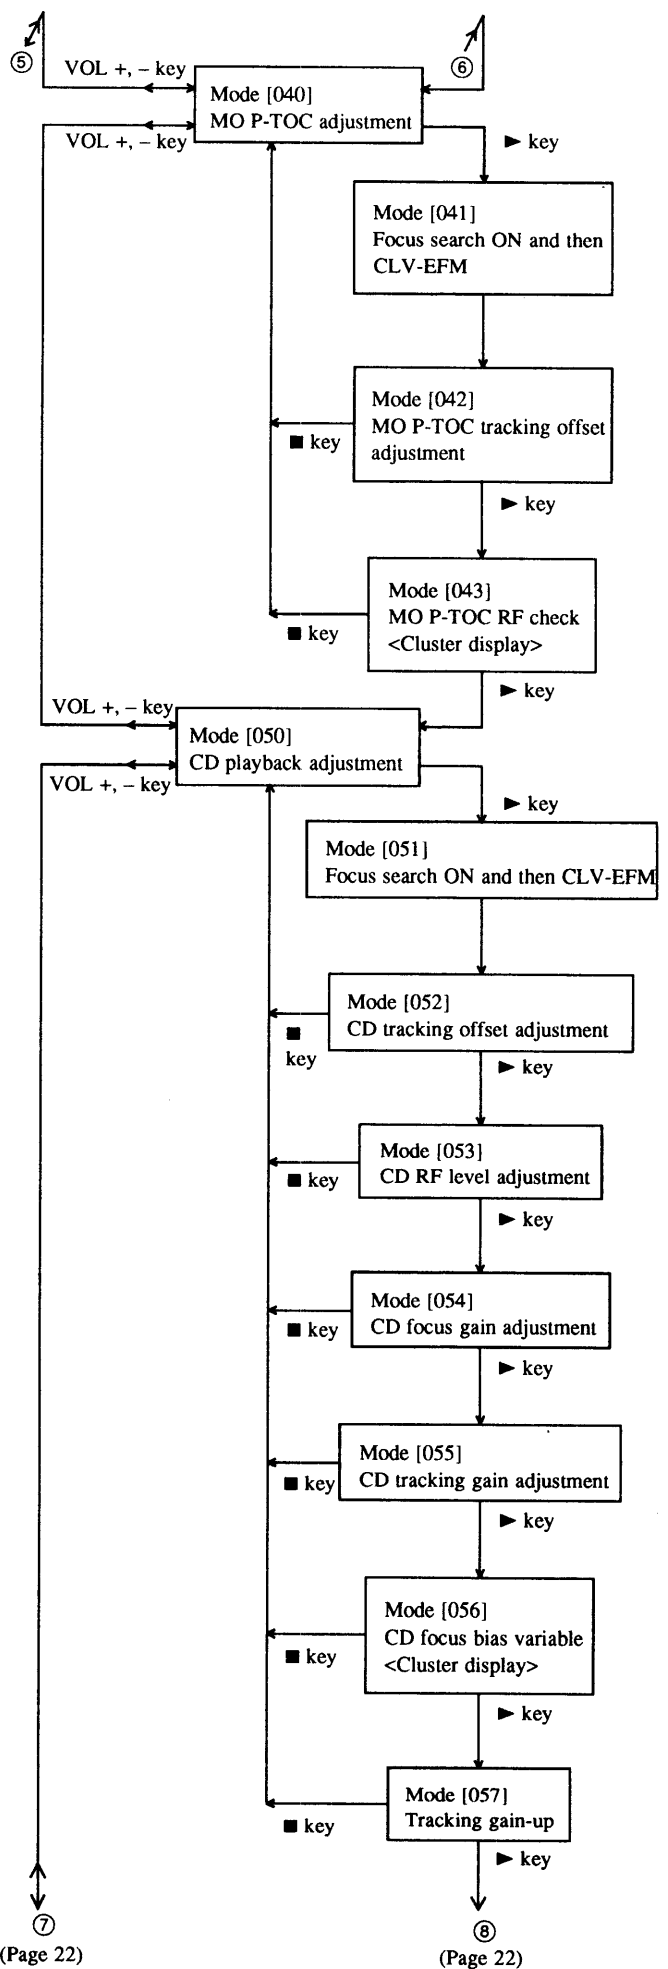 ⑤
⑥
VOL +, – key
Mode [040]
MO P-TOC adjustment
VOL +, – key
► key
Mode [041]
Focus search ON and then
CLV-EFM
Mode [042]
MO P-TOC tracking offset
adjustment
■ key
► key
Mode [043]
MO P-TOC RF check
<Cluster display>
■ key
► key
VOL +, – key
Mode [050]
CD playback adjustment
VOL +, – key
► key
Mode [051]
Focus search ON and then CLV-EFM
Mode [052]
CD tracking offset adjustment
■
key
► key
Mode [053]
CD RF level adjustment
■ key
► key
Mode [054]
CD focus gain adjustment
■ key
► key
Mode [055]
CD tracking gain adjustment
■ key
► key
Mode [056]
CD focus bias variable
<Cluster display>
■ key
► key
Mode [057]
Tracking gain-up
■ key
► key
⑦
(Page 22)
⑧
(Page 22)